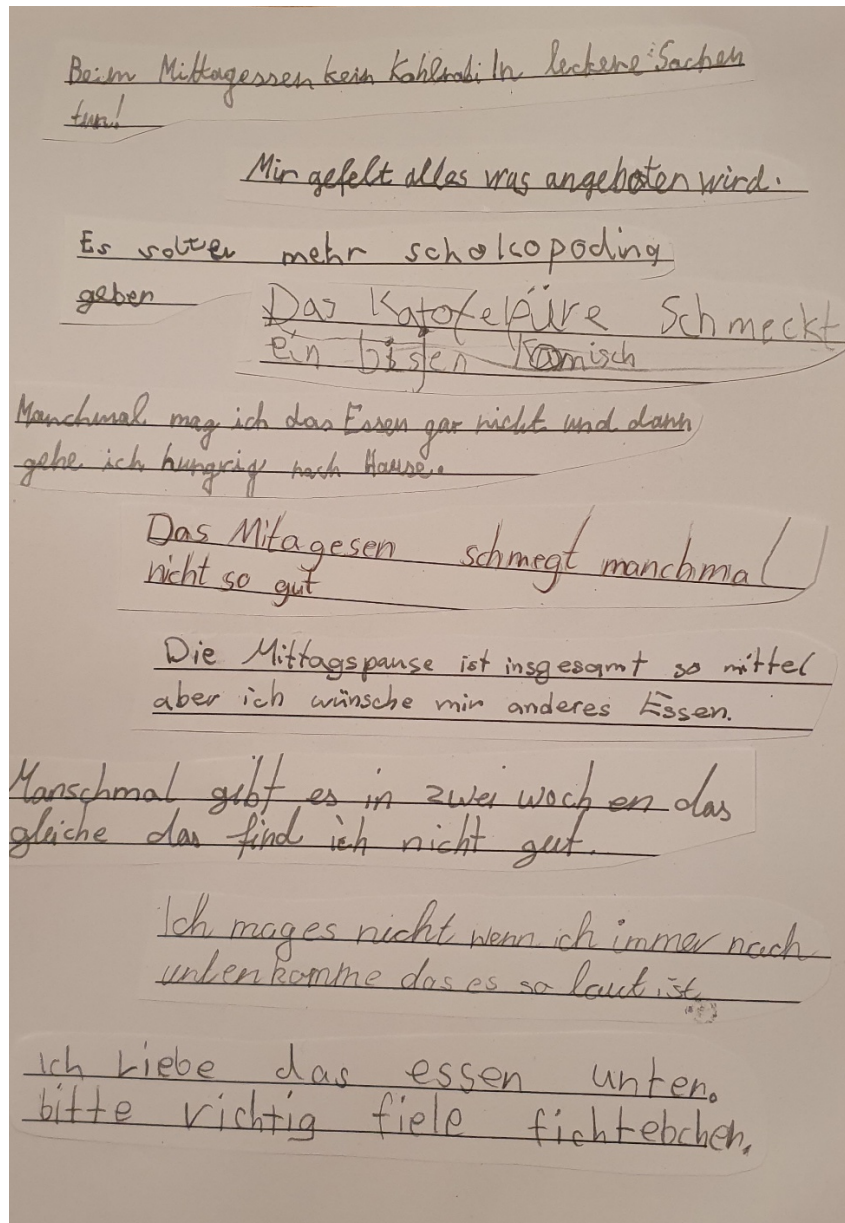 Beim Mittagessen kein Kohlrabi In leckere Sachen
tun!
Mir gefelt alles was angeboten wird.
Es solter mehr scholcopoding
geben
Das Katofelpüre Schmeckt
ein bisjen Komisch
Manchmal mag ich das Essen gar nicht und dann
gehe ich hungrig nach Hause.
Das Mitagesen schmegt manchmal
nicht so gut
Die Mittagspause ist insgesamt so mittel
aber ich wünsche mir anderes Essen.
Manschmal gibt es in zwei wochen das
gleiche das find ich nicht gut.
Ich mag es nicht wenn ich immer nach
unten komme das es so laut ist.
Ich Liebe das essen unten.
bitte richtig fiele fichtebchen.